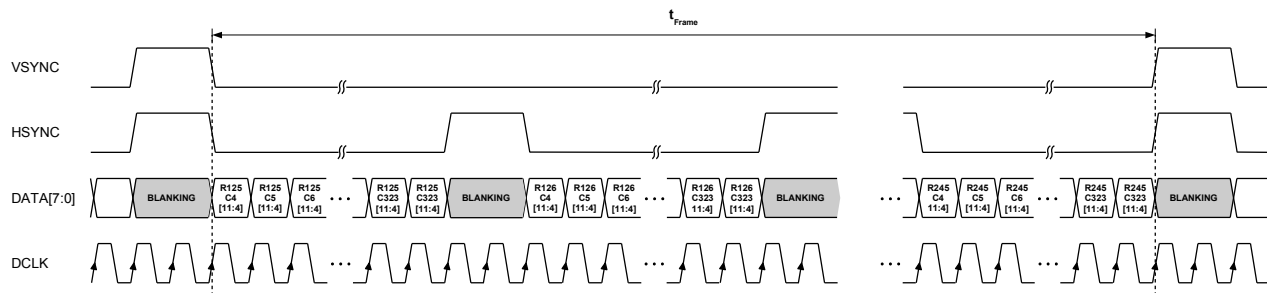 tFrame
VSYNC
HSYNC
DATA[7:0]
BLANKING
R125
C4
[11:4]
R125
C5
[11:4]
R125
C6
[11:4]
• • •
R125
C323
[11:4]
R125
C323
[11:4]
BLANKING
R126
C4
[11:4]
R126
C5
[11:4]
R126
C6
[11:4]
• • •
R126
C323
11:4]
R126
C323
[11:4]
BLANKING
• • •
R245
C4
11:4]
R245
C5
[11:4]
R245
C6
[11:4]
• • •
R245
C323
[11:4]
R245
C323
[11:4]
BLANKING
DCLK
• • •
• • •
• • •
• • •